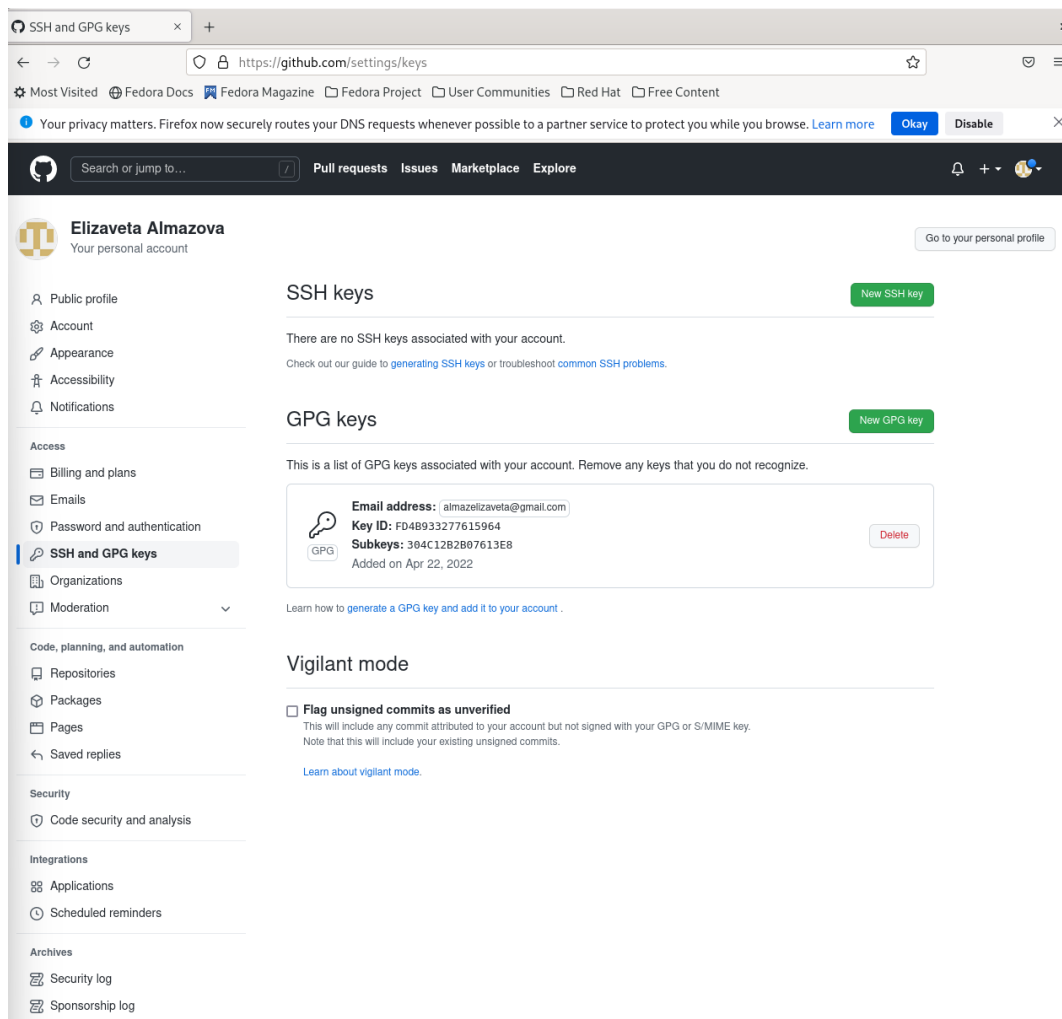 SSH and GPG keys × +
https://github.com/settings/keys
Most Visited Fedora Docs Fedora Magazine Fedora Project User Communities Red Hat Free Content
Your privacy matters. Firefox now securely routes your DNS requests whenever possible to a partner service to protect you while you browse. Learn more Okay Disable
Search or jump to... / Pull requests Issues Marketplace Explore
Elizaveta Almazova
Your personal account
Go to your personal profile
Public profile
Account
Appearance
Accessibility
Notifications
Access
Billing and plans
Emails
Password and authentication
SSH and GPG keys
Organizations
Moderation
Code, planning, and automation
Repositories
Packages
Pages
Saved replies
Security
Code security and analysis
Integrations
Applications
Scheduled reminders
Archives
Security log
Sponsorship log
SSH keys
New SSH key
There are no SSH keys associated with your account.
Check out our guide to generating SSH keys or troubleshoot common SSH problems.
GPG keys
New GPG key
This is a list of GPG keys associated with your account. Remove any keys that you do not recognize.
Email address: almazelizaveta@gmail.com
Key ID: FD4B933277615964
GPG
Subkeys: 304C12B2B07613E8
Added on Apr 22, 2022
Delete
Learn how to generate a GPG key and add it to your account .
Vigilant mode
Flag unsigned commits as unverified
This will include any commit attributed to your account but not signed with your GPG or S/MIME key.
Note that this will include your existing unsigned commits.
Learn about vigilant mode.